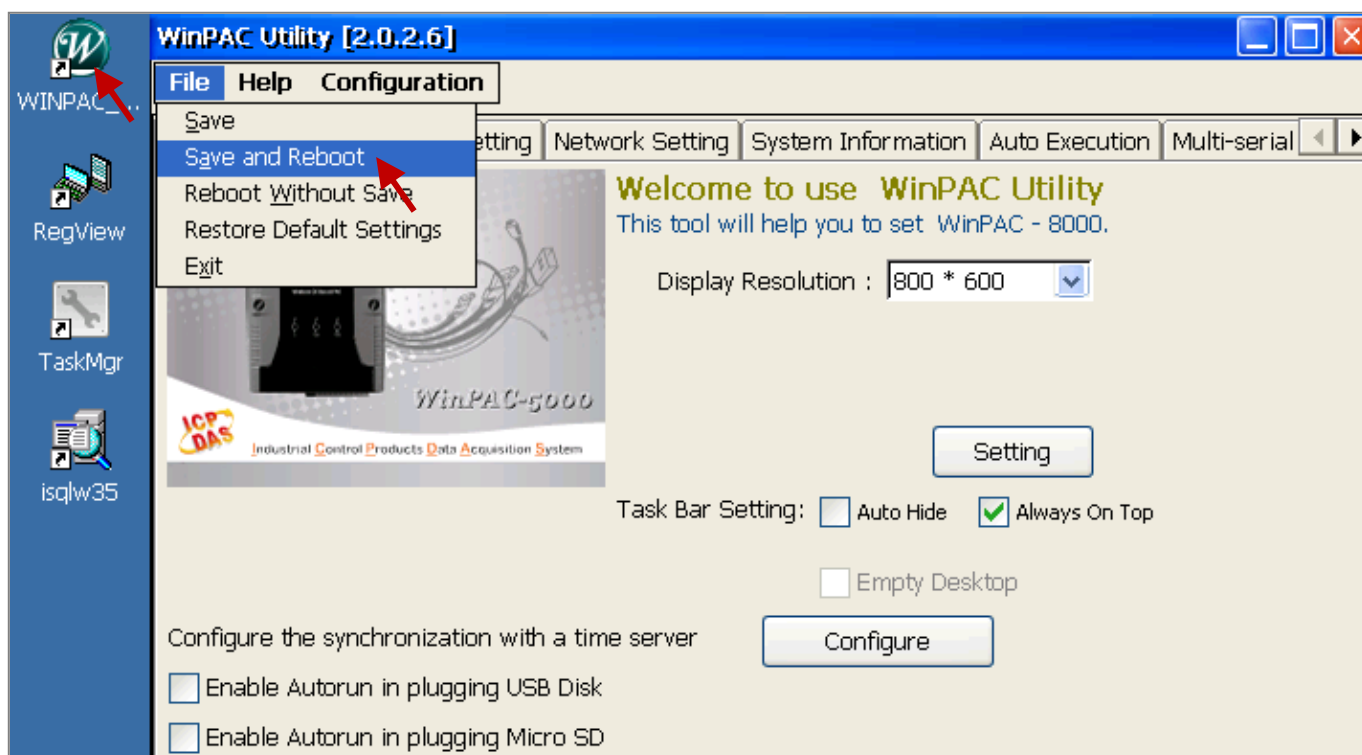 WinPAC Utility [2.0.2.6]
WINPAC_...
RegView
TaskMgr
isqlw35
File Help Configuration
Save
Save and Reboot
Reboot Without Save
Restore Default Settings
Exit
etting Network Setting System Information Auto Execution Multi-serial
Welcome to use WinPAC Utility
This tool will help you to set WinPAC - 8000.
Display Resolution : 800 * 600
WinPAC-5000
ICP DAS
Industrial Control Products Data Acquisition System
Setting
Task Bar Setting: Auto Hide Always On Top
Empty Desktop
Configure the synchronization with a time server Configure
Enable Autorun in plugging USB Disk
Enable Autorun in plugging Micro SD